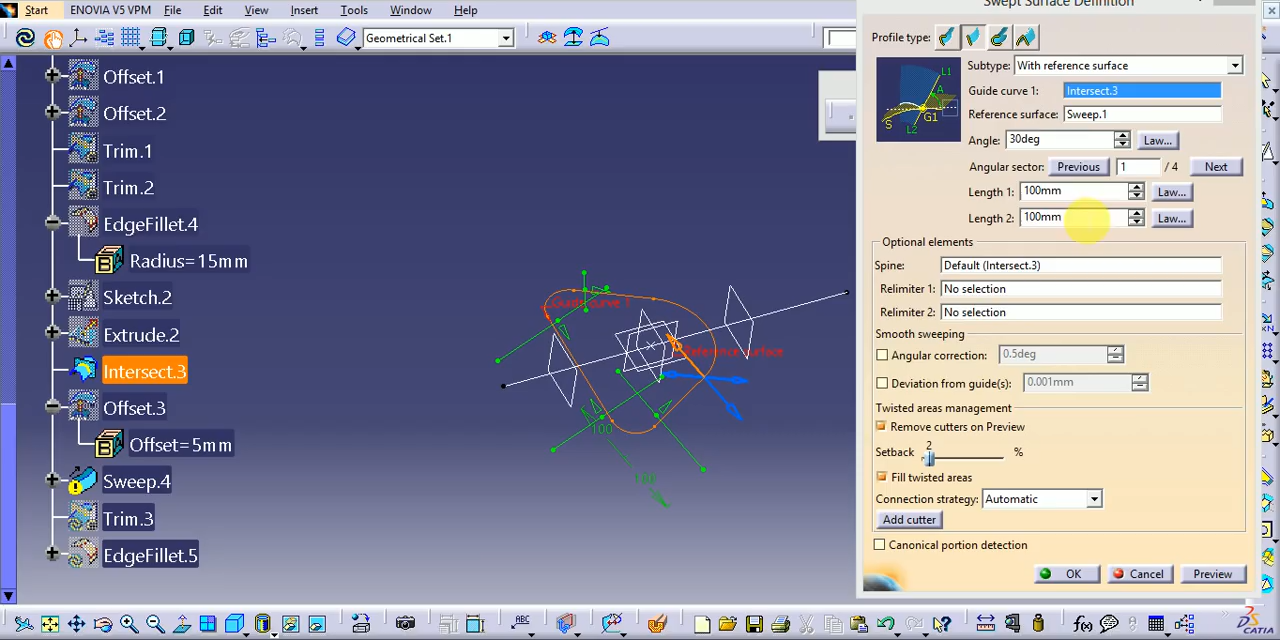 Start ENOVIA V5 VPM File Edit View Insert Tools Window Help
Swept Surface Definition
Geometrical Set.1
Profile type:
Subtype: With reference surface
Guide curve 1: Intersect.3
Reference surface: Sweep.1
Angle: 30deg Law...
Angular sector: Previous 1 / 4 Next
Length 1: 100mm Law...
Length 2: 100mm Law...
Optional elements
Spine: Default (Intersect.3)
Relimiter 1: No selection
Relimiter 2: No selection
Smooth sweeping
Angular correction: 0.5deg
Deviation from guide(s): 0.001mm
Twisted areas management
Remove cutters on Preview
Setback 2 %
Fill twisted areas
Connection strategy: Automatic
Add cutter
Canonical portion detection
OK Cancel Preview
L1
A
G1
S
L2
Offset.1
Offset.2
Trim.1
Trim.2
EdgeFillet.4
Radius=15mm
Sketch.2
Extrude.2
Intersect.3
Offset.3
Offset=5mm
Sweep.4
Trim.3
EdgeFillet.5
Guide curve 1
Reference surface
100
100
ABC
f(x)
DS
CATIA